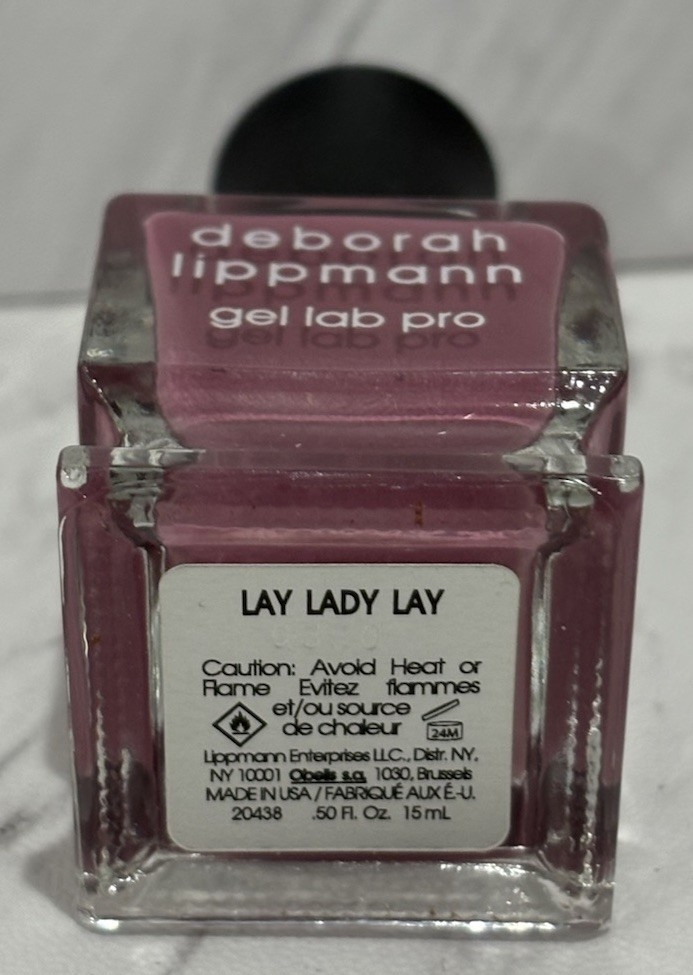 deborah
lippmann
gel lab pro
LAY LADY LAY
Caution: Avoid Heat or
Flame Evitez flammes
et/ou source
de chaleur
24M
Lippmann Enterprises LLC., Distr. NY,
NY 10001 Obelis s.a. 1030, Brussels
MADE IN USA / FABRIQUÉ AUX É.-U.
20438 .50 Fl. Oz. 15 mL